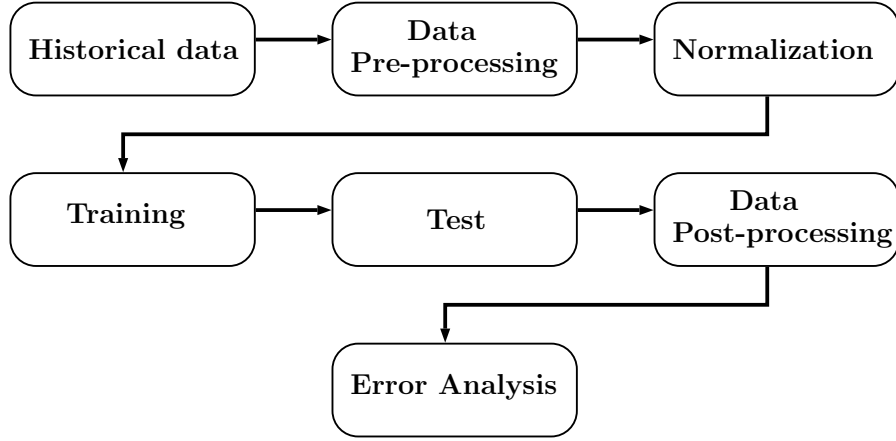 Historical data
Data
Pre-processing
Normalization
Training
Test
Data
Post-processing
Error Analysis